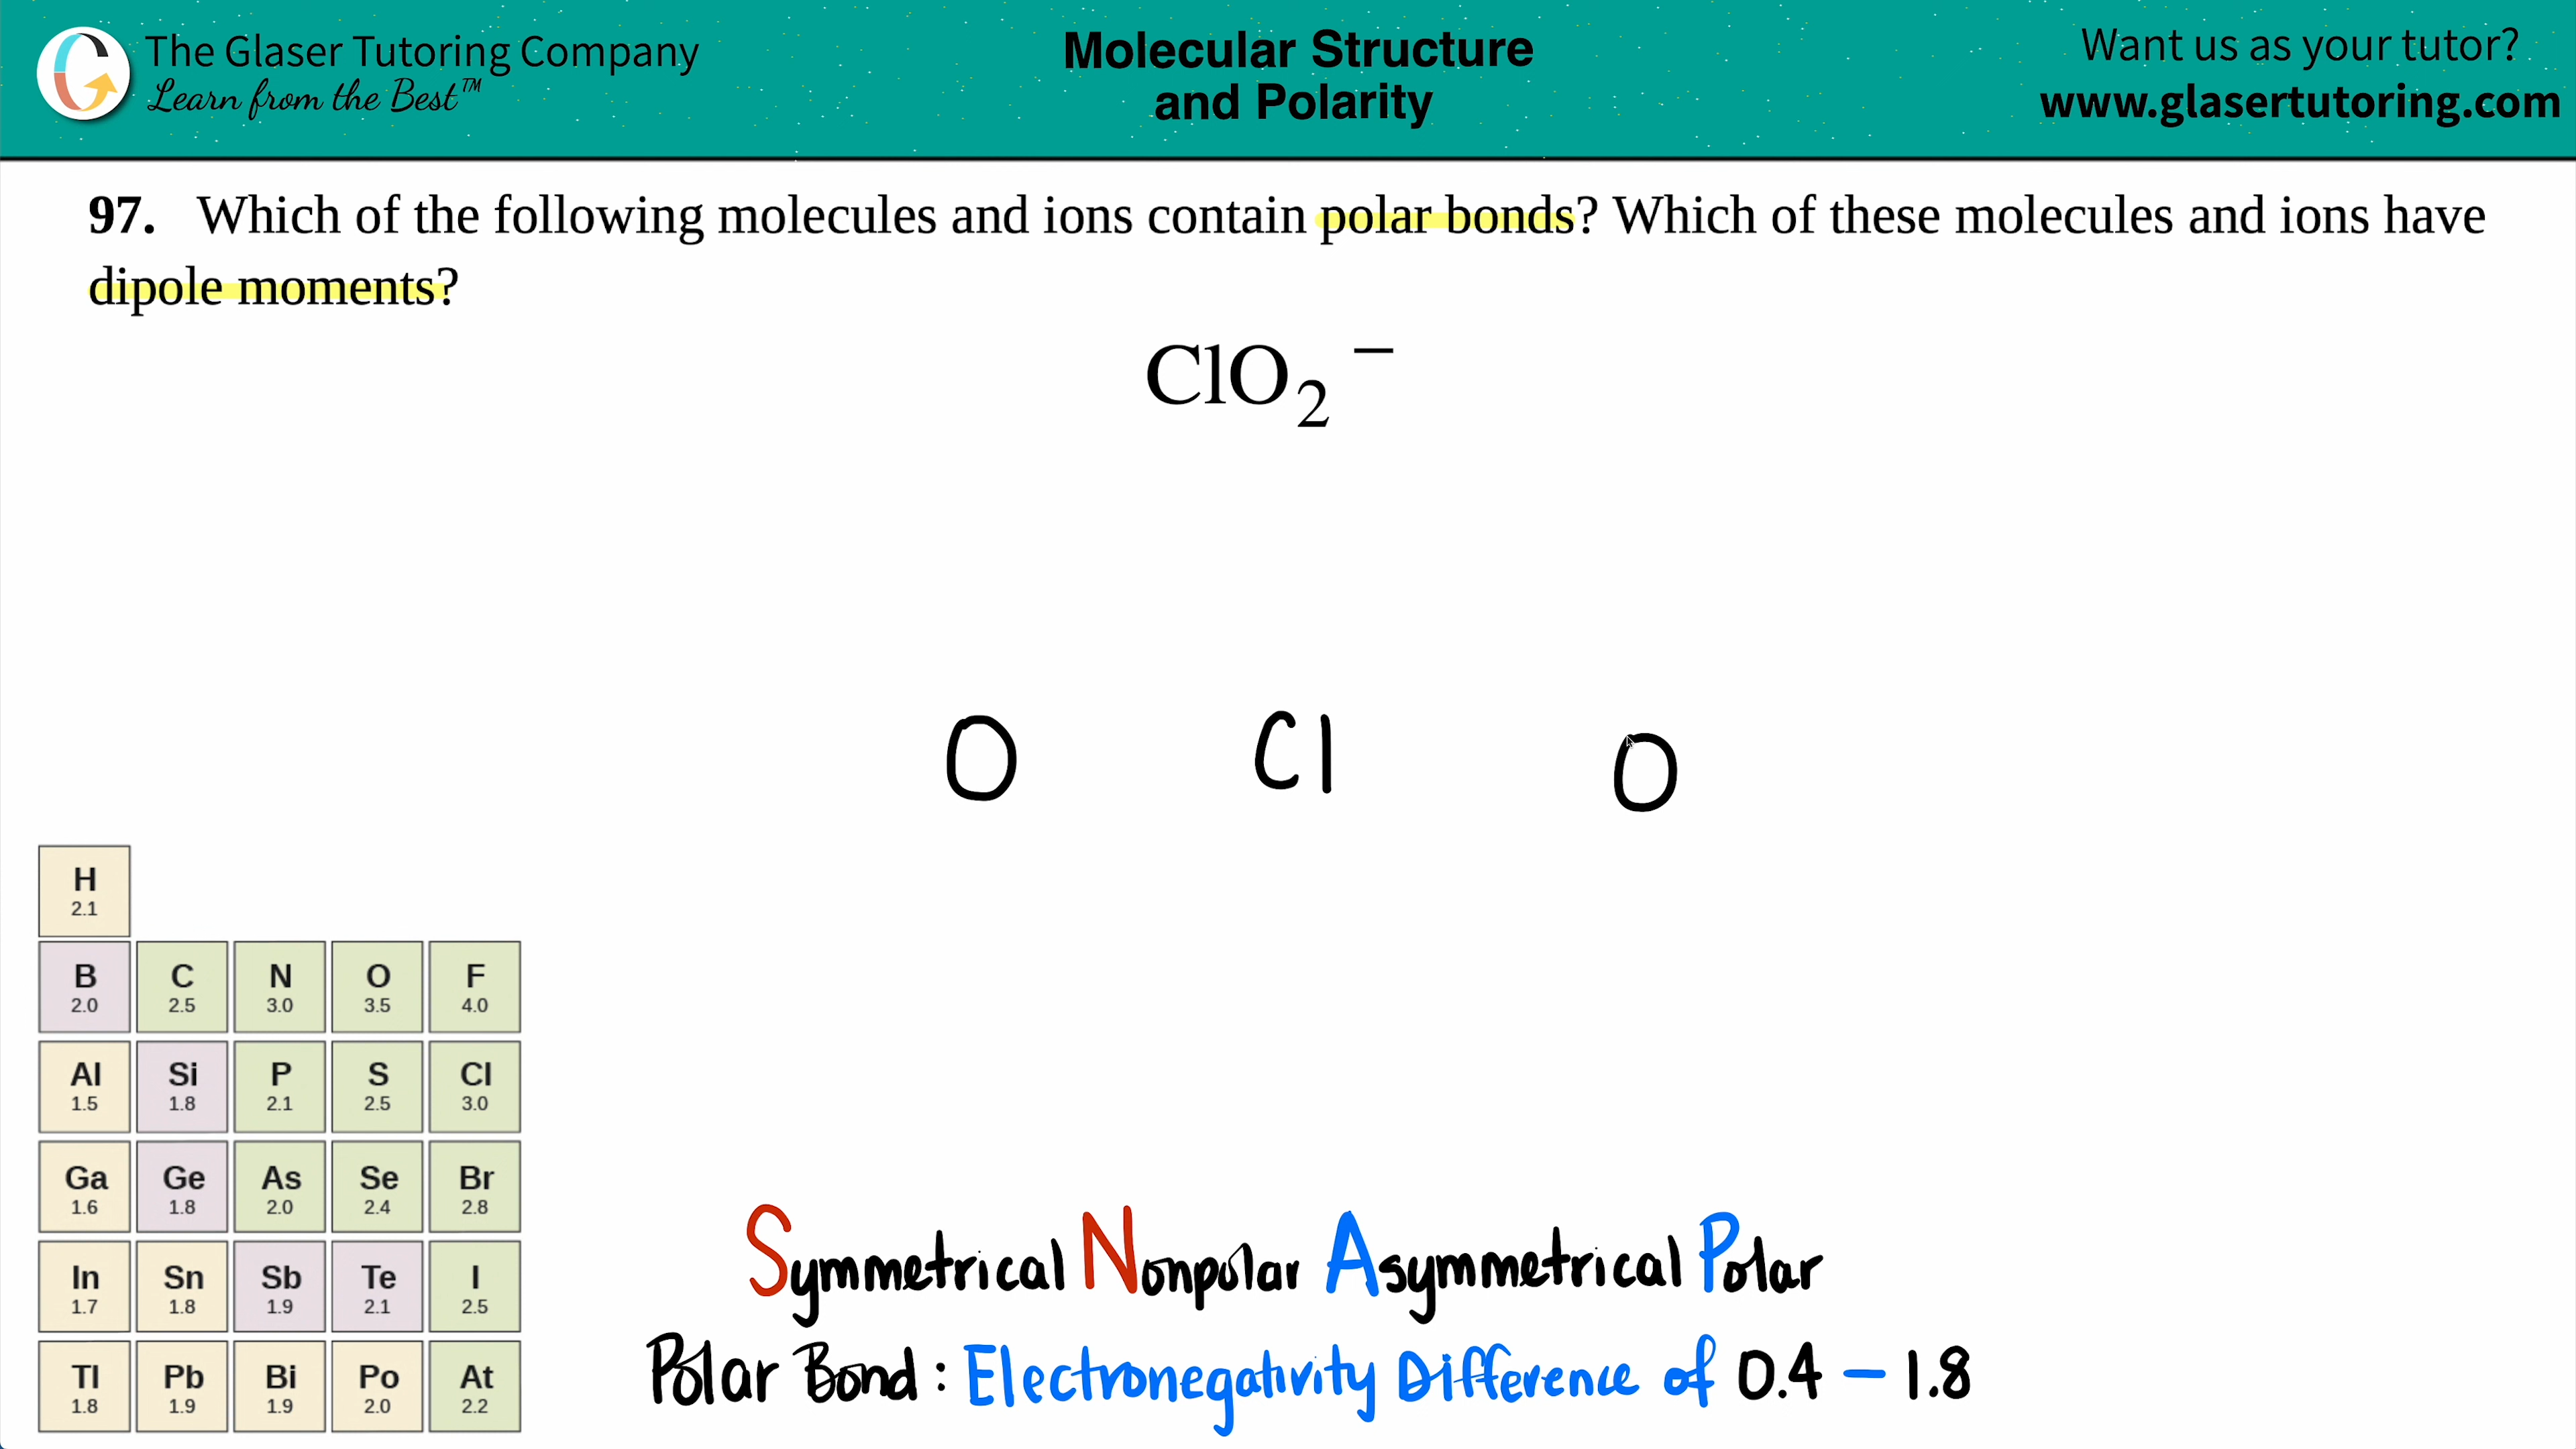 The Glaser Tutoring Company
Learn from the Best™
Molecular Structure
and Polarity
Want us as your tutor?
www.glasertutoring.com
97. Which of the following molecules and ions contain polar bonds? Which of these molecules and ions have
dipole moments?
ClO₂⁻
O Cl O
H
2.1
B C N O F
2.0 2.5 3.0 3.5 4.0
Al Si P S Cl
1.5 1.8 2.1 2.5 3.0
Ga Ge As Se Br
1.6 1.8 2.0 2.4 2.8
In Sn Sb Te I
1.7 1.8 1.9 2.1 2.5
Tl Pb Bi Po At
1.8 1.9 1.9 2.0 2.2
Symmetrical Nonpolar Asymmetrical Polar
Polar Bond: Electronegativity Difference of 0.4 – 1.8